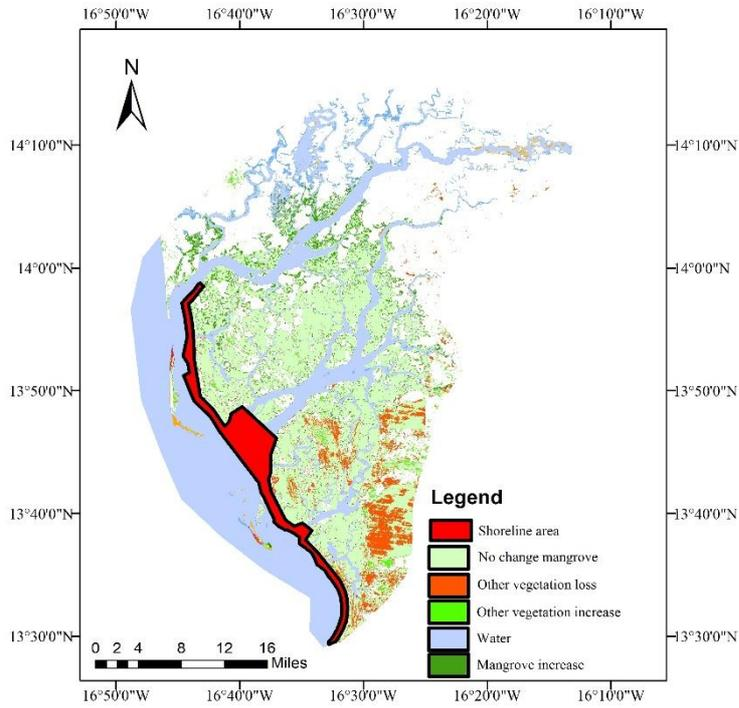 16°50'0"W 16°40'0"W 16°30'0"W 16°20'0"W 16°10'0"W
N
14°10'0"N 14°10'0"N
14°0'0"N 14°0'0"N
13°50'0"N 13°50'0"N
13°40'0"N 13°40'0"N
13°30'0"N 13°30'0"N
Legend
Shoreline area
No change mangrove
Other vegetation loss
Other vegetation increase
Water
Mangrove increase
0 2 4 8 12 16
Miles
16°50'0"W 16°40'0"W 16°30'0"W 16°20'0"W 16°10'0"W